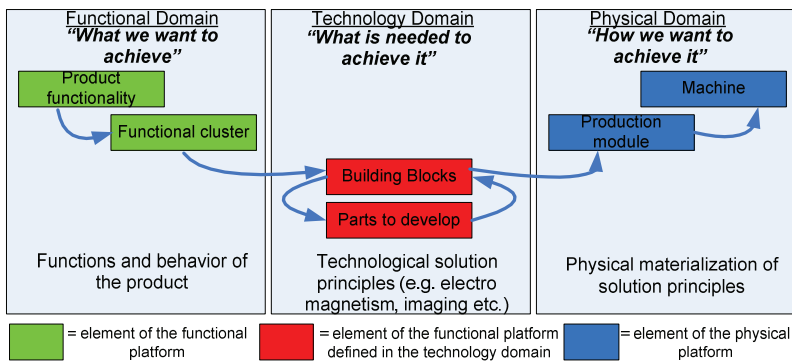 Functional Domain
“What we want to
achieve”
Product
functionality
Functional cluster
Functions and behavior of
the product
Technology Domain
“What is needed to
achieve it”
Building Blocks
Parts to develop
Technological solution
principles (e.g. electro
magnetism, imaging etc.)
Physical Domain
“How we want to
achieve it”
Machine
Production
module
Physical materialization of
solution principles
= element of the functional
platform
= element of the functional platform
defined in the technology domain
= element of the physical
platform